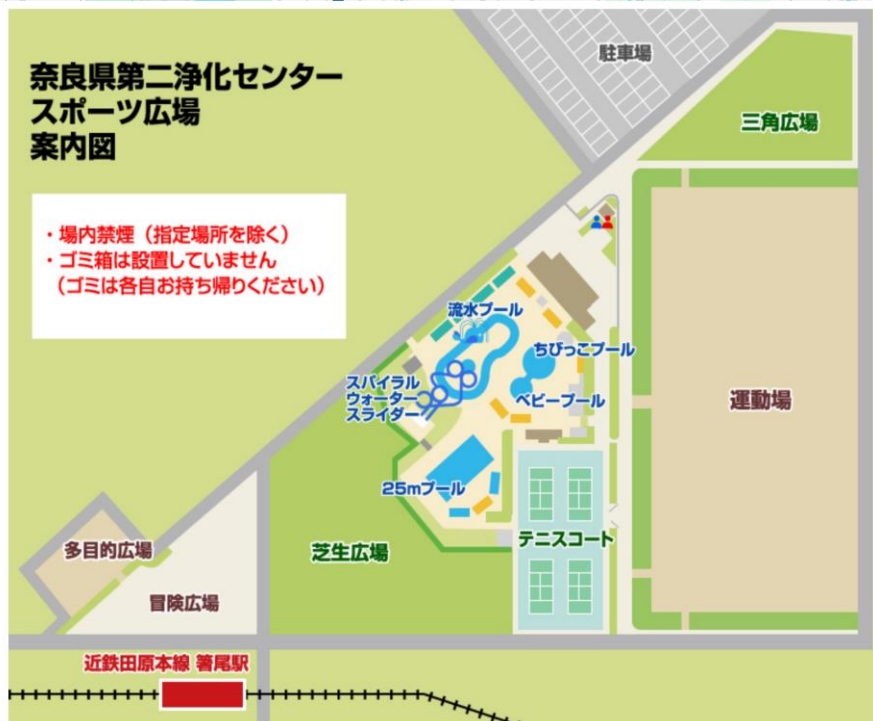 奈良県第二浄化センター
スポーツ広場
案内図
・場内禁煙（指定場所を除く）
・ゴミ箱は設置していません
（ゴミは各自お持ち帰りください）
駐車場
三角広場
流水プール
ちびっこプール
スパイラル
ウォーター
スライダー
ベビープール
運動場
25mプール
テニスコート
芝生広場
多目的広場
冒険広場
近鉄田原本線 箸尾駅